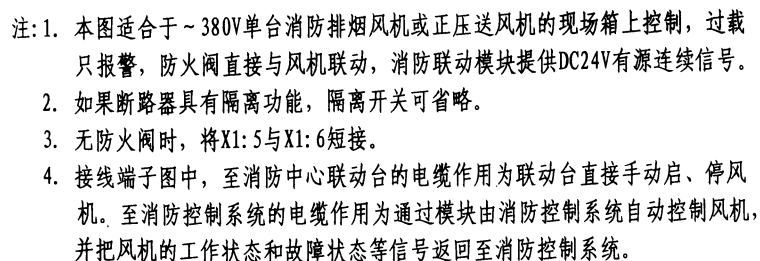 注:1. 本图适合于~380V单台消防排烟风机或正压送风机的现场箱上控制，过载
只报警，防火阀直接与风机联动，消防联动模块提供DC24V有源连续信号。
2. 如果断路器具有隔离功能，隔离开关可省略。
3. 无防火阀时，将X1:5与X1:6短接。
4. 接线端子图中，至消防中心联动台的电缆作用为联动台直接手动启、停风
机。至消防控制系统的电缆作用为通过模块由消防控制系统自动控制风机，
并把风机的工作状态和故障状态等信号返回至消防控制系统。